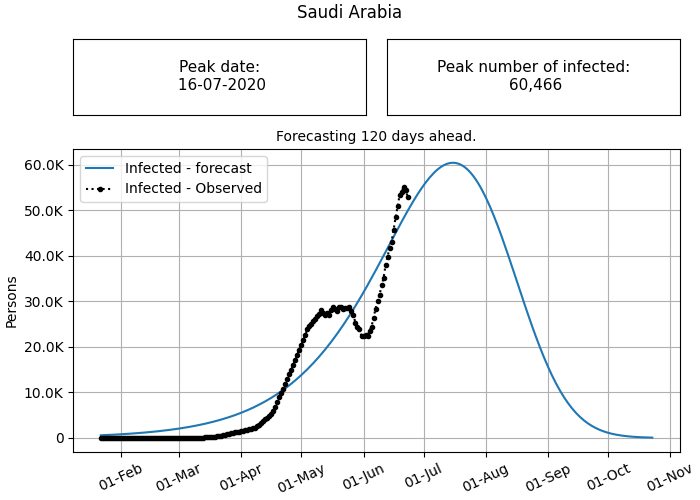 Saudi Arabia
Peak date:
16-07-2020
Peak number of infected:
60,466
Forecasting 120 days ahead.
Infected - forecast
Infected - Observed
Persons
60.0K
50.0K
40.0K
30.0K
20.0K
10.0K
0
01-Feb
01-Mar
01-Apr
01-May
01-Jun
01-Jul
01-Aug
01-Sep
01-Oct
01-Nov